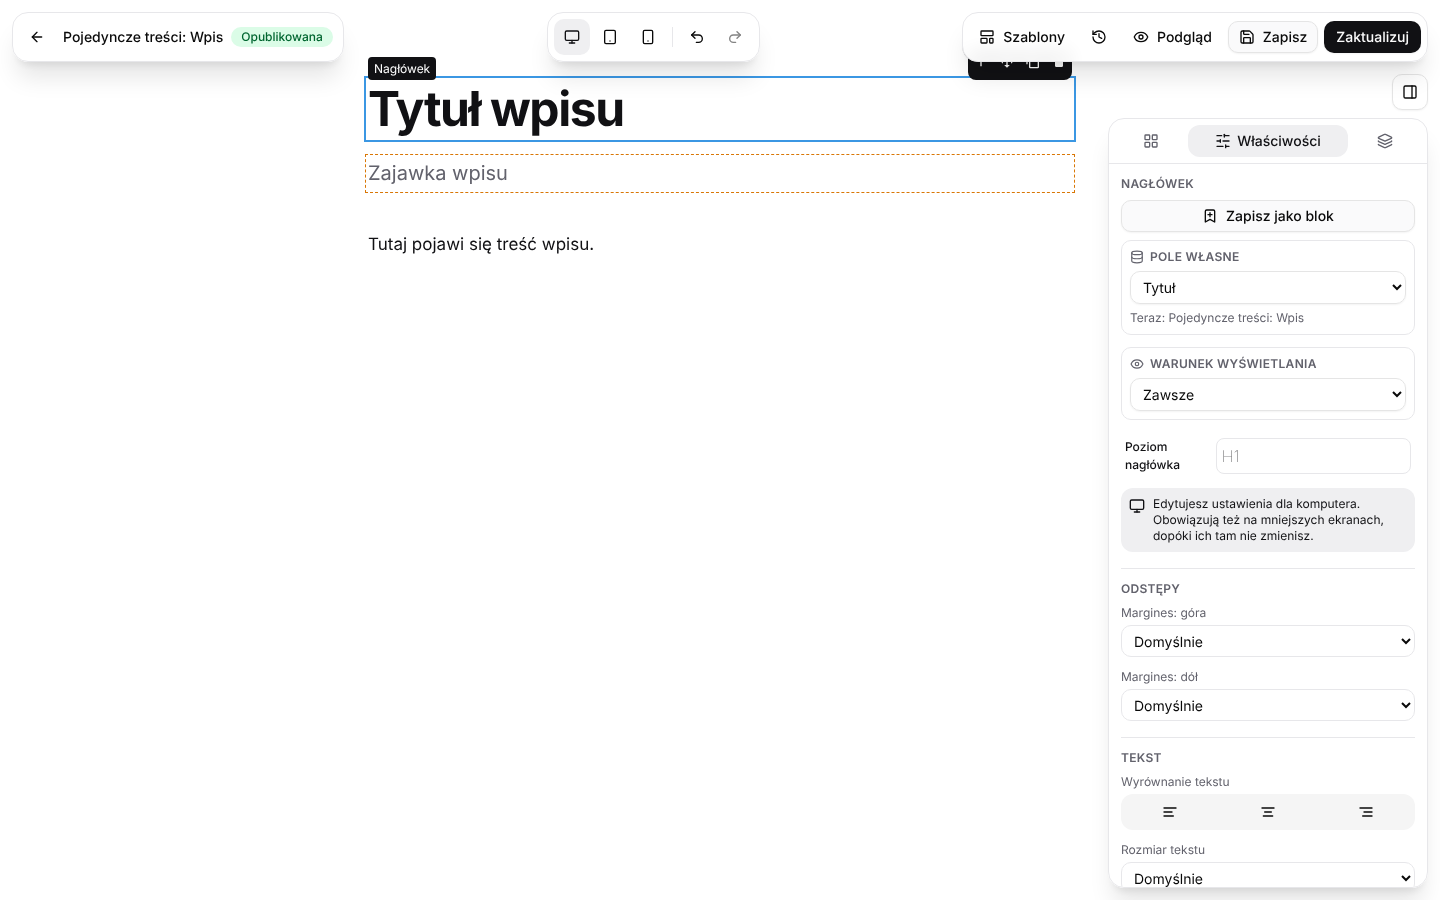 Pojedyncze treści: Wpis
Opublikowana
Szablony
Podgląd
Zapisz
Zaktualizuj
Nagłówek
Tytuł wpisu
Zajawka wpisu
Tutaj pojawi się treść wpisu.
Właściwości
NAGŁÓWEK
Zapisz jako blok
POLE WŁASNE
Tytuł
Teraz: Pojedyncze treści: Wpis
WARUNEK WYŚWIETLANIA
Zawsze
Poziom
nagłówka
H1
Edytujesz ustawienia dla komputera.
Obowiązują też na mniejszych ekranach,
dopóki ich tam nie zmienisz.
ODSTĘPY
Margines: góra
Domyślnie
Margines: dół
Domyślnie
TEKST
Wyrównanie tekstu
Rozmiar tekstu
Domyślnie